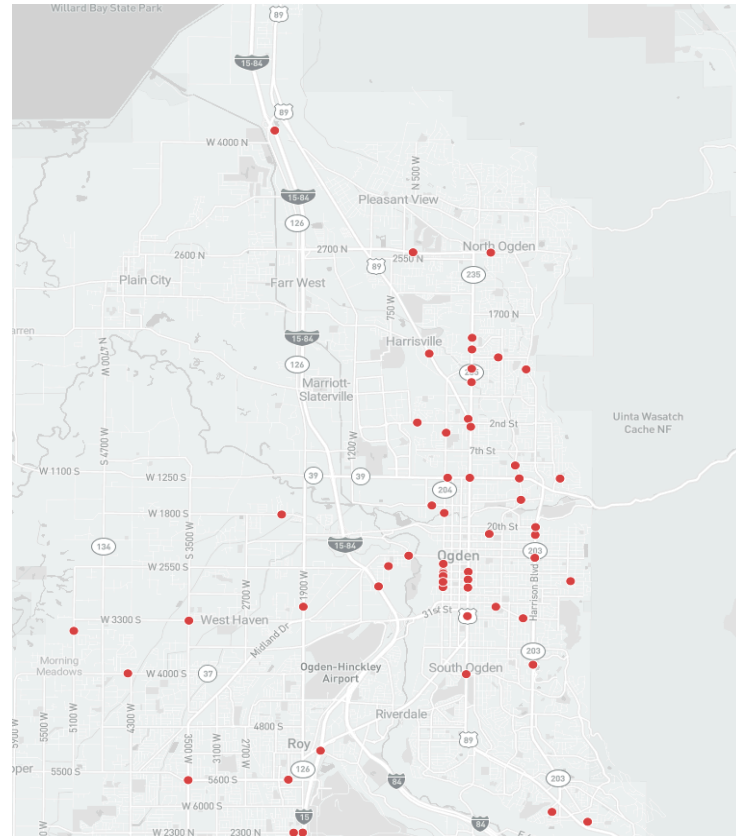 Willard Bay State Park
89
15-84
89
W 4000 N
15-84
N 500 W
Pleasant View
126
2700 N
North Ogden
2600 N
2550 N
89
235
Plain City
Farr West
750 W
1700 N
15-84
Harrisville
N 4700 W
126
235
Marriott-
Slaterville
Uinta Wasatch
Cache NF
2nd St
1200 W
S 4700 W
7th St
W 1100 S
W 1250 S
39
39
204
W 1800 S
20th St
S 3500 W
134
15-84
203
Ogden
W 2550 S
1900 W
2700 W
Harrison Blvd
31st St
W 3300 S
West Haven
89
Midland Dr
203
Morning
Meadows
W 4000 S
37
Ogden-Hinckley
Airport
South Ogden
5500 W
5100 W
4300 W
Riverdale
4800 S
3500 W
3100 W
2700 W
Roy
89
126
5500 S
5600 S
84
203
W 6000 S
15
84
W 2300 N
2300 N